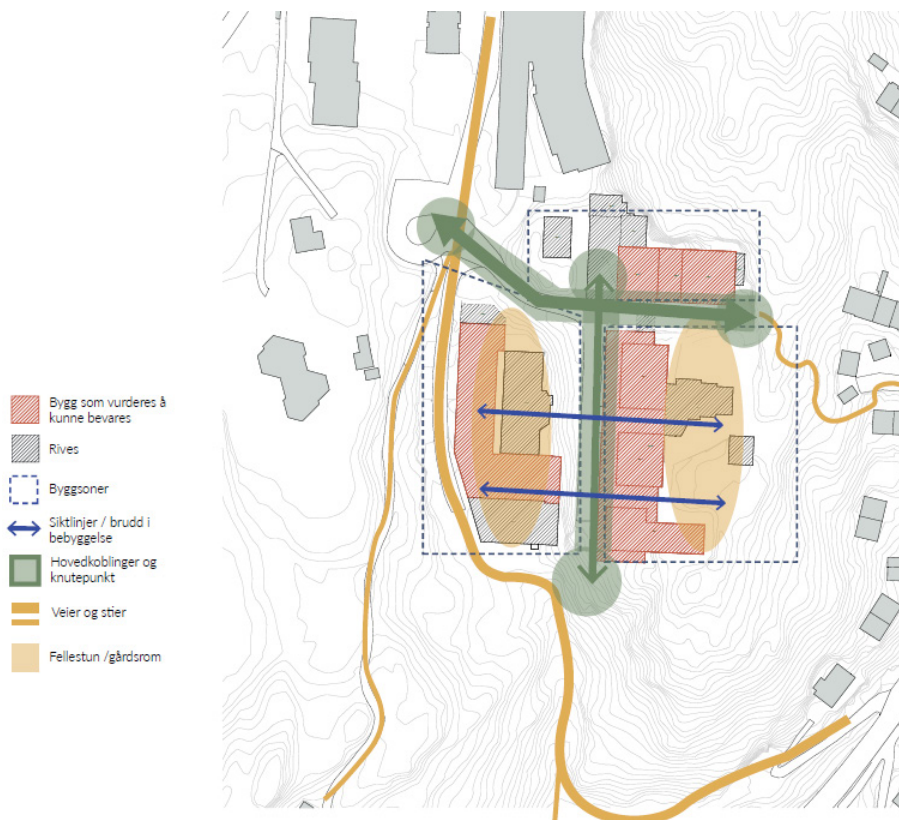 Bygg som vurderes å
kunne bevares
Rives
Byggsoner
Siktlinjer / brudd i
bebyggelse
Hovedkoblinger og
knutepunkt
Veier og stier
Fellestun /gårdsrom